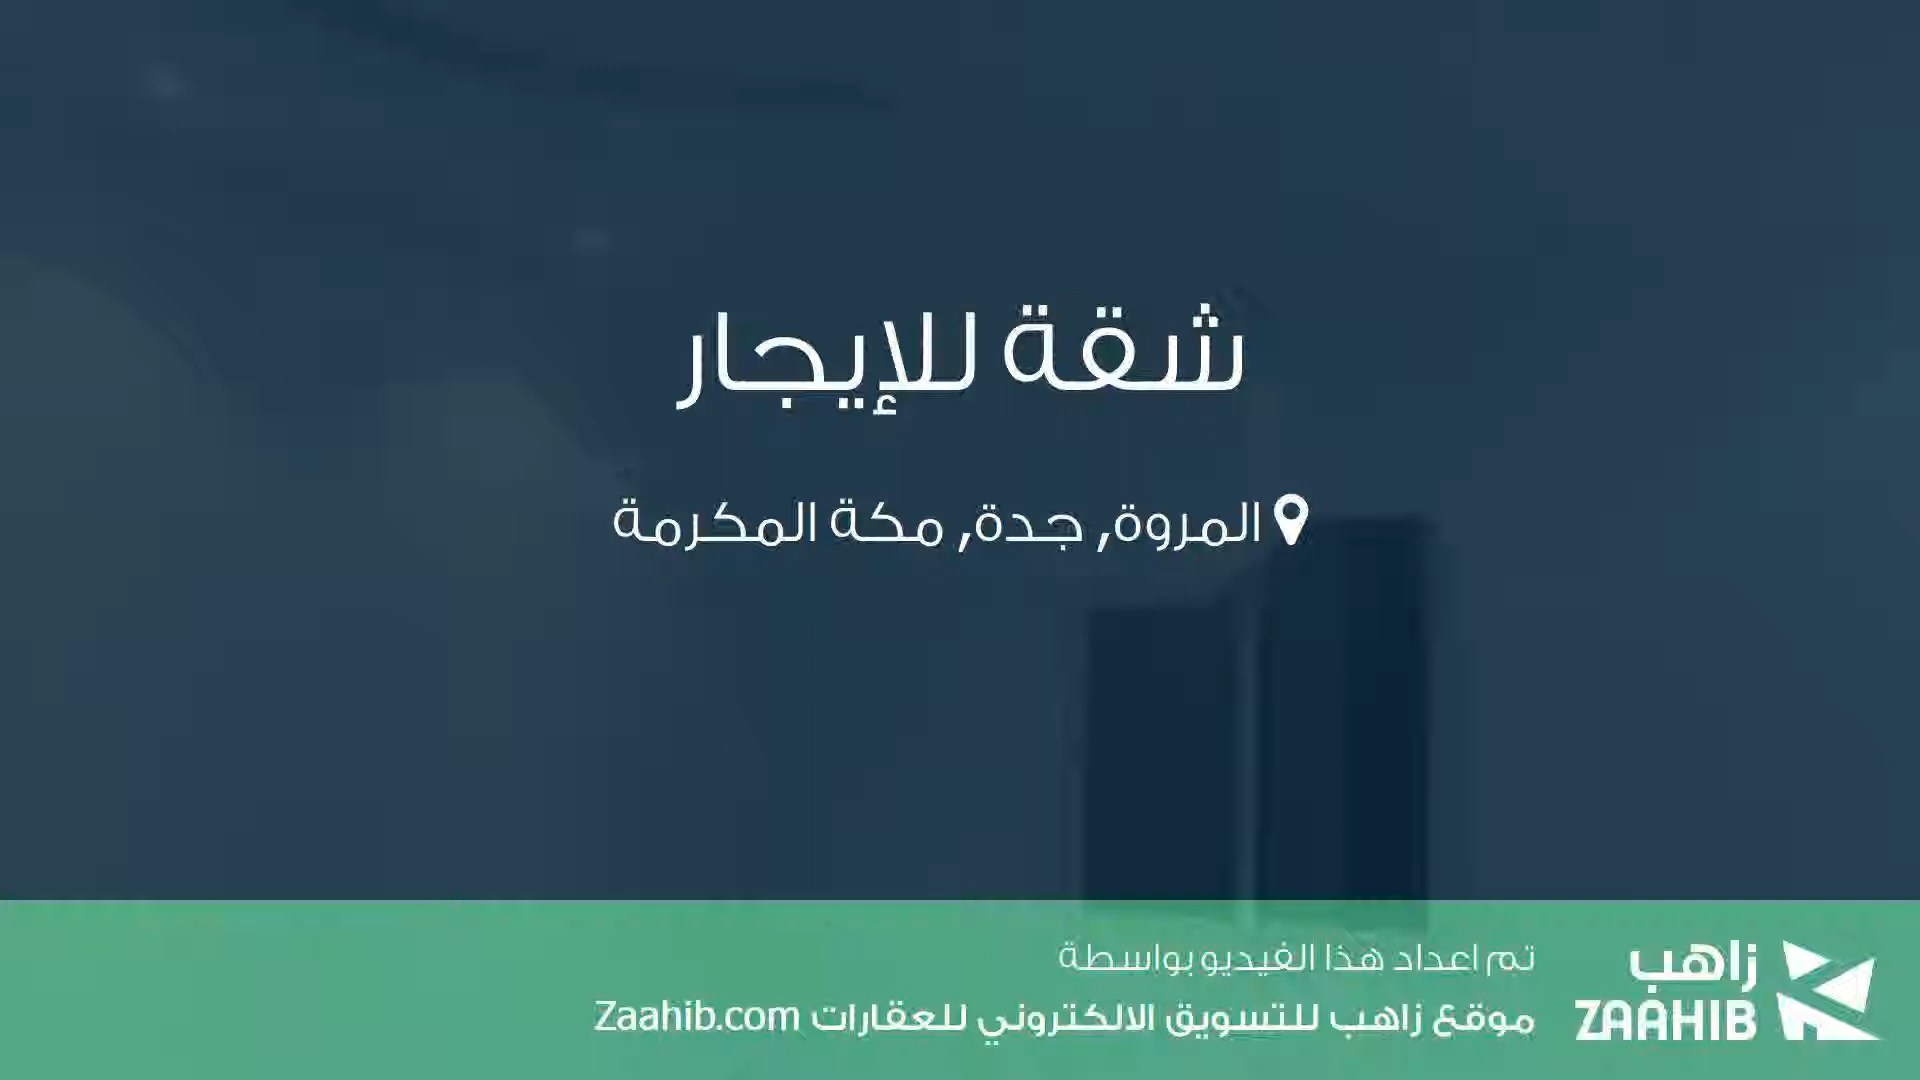 شقة للإيجار
المروة, جدة, مكة المكرمة
تم اعداد هذا الفيديو بواسطة
موقع زاهب للتسويق الالكتروني للعقارات Zaahib.com
زاهب
ZAAHIB